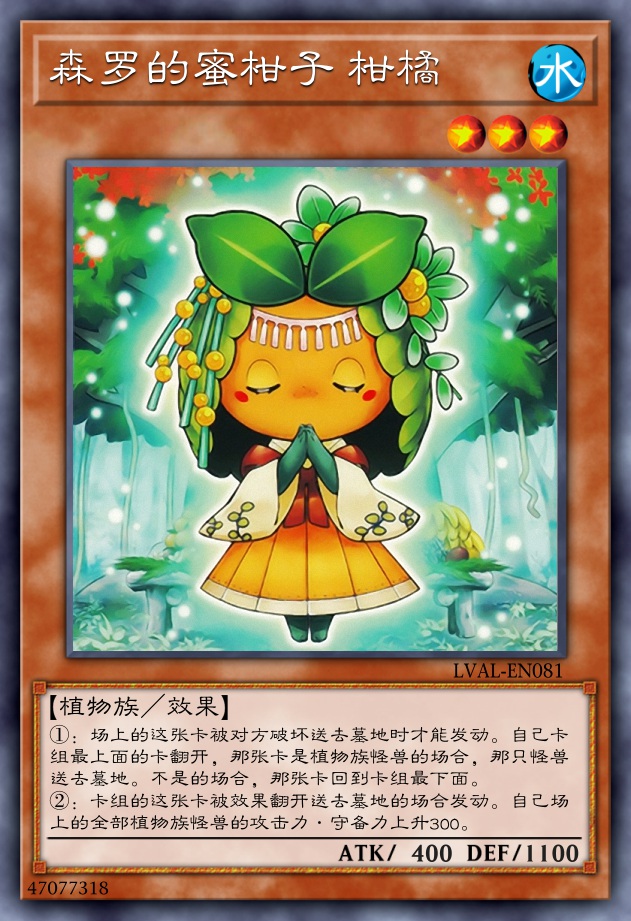 森罗的蜜柑子 柑橘
水
LVAL-EN081
【植物族／效果】
①：场上的这张卡被对方破坏送去墓地时才能发动。自己卡
组最上面的卡翻开，那张卡是植物族怪兽的场合，那只怪兽
送去墓地。不是的场合，那张卡回到卡组最下面。
②：卡组的这张卡被效果翻开送去墓地的场合发动。自己场
上的全部植物族怪兽的攻击力·守备力上升300。
ATK/ 400 DEF/1100
47077318